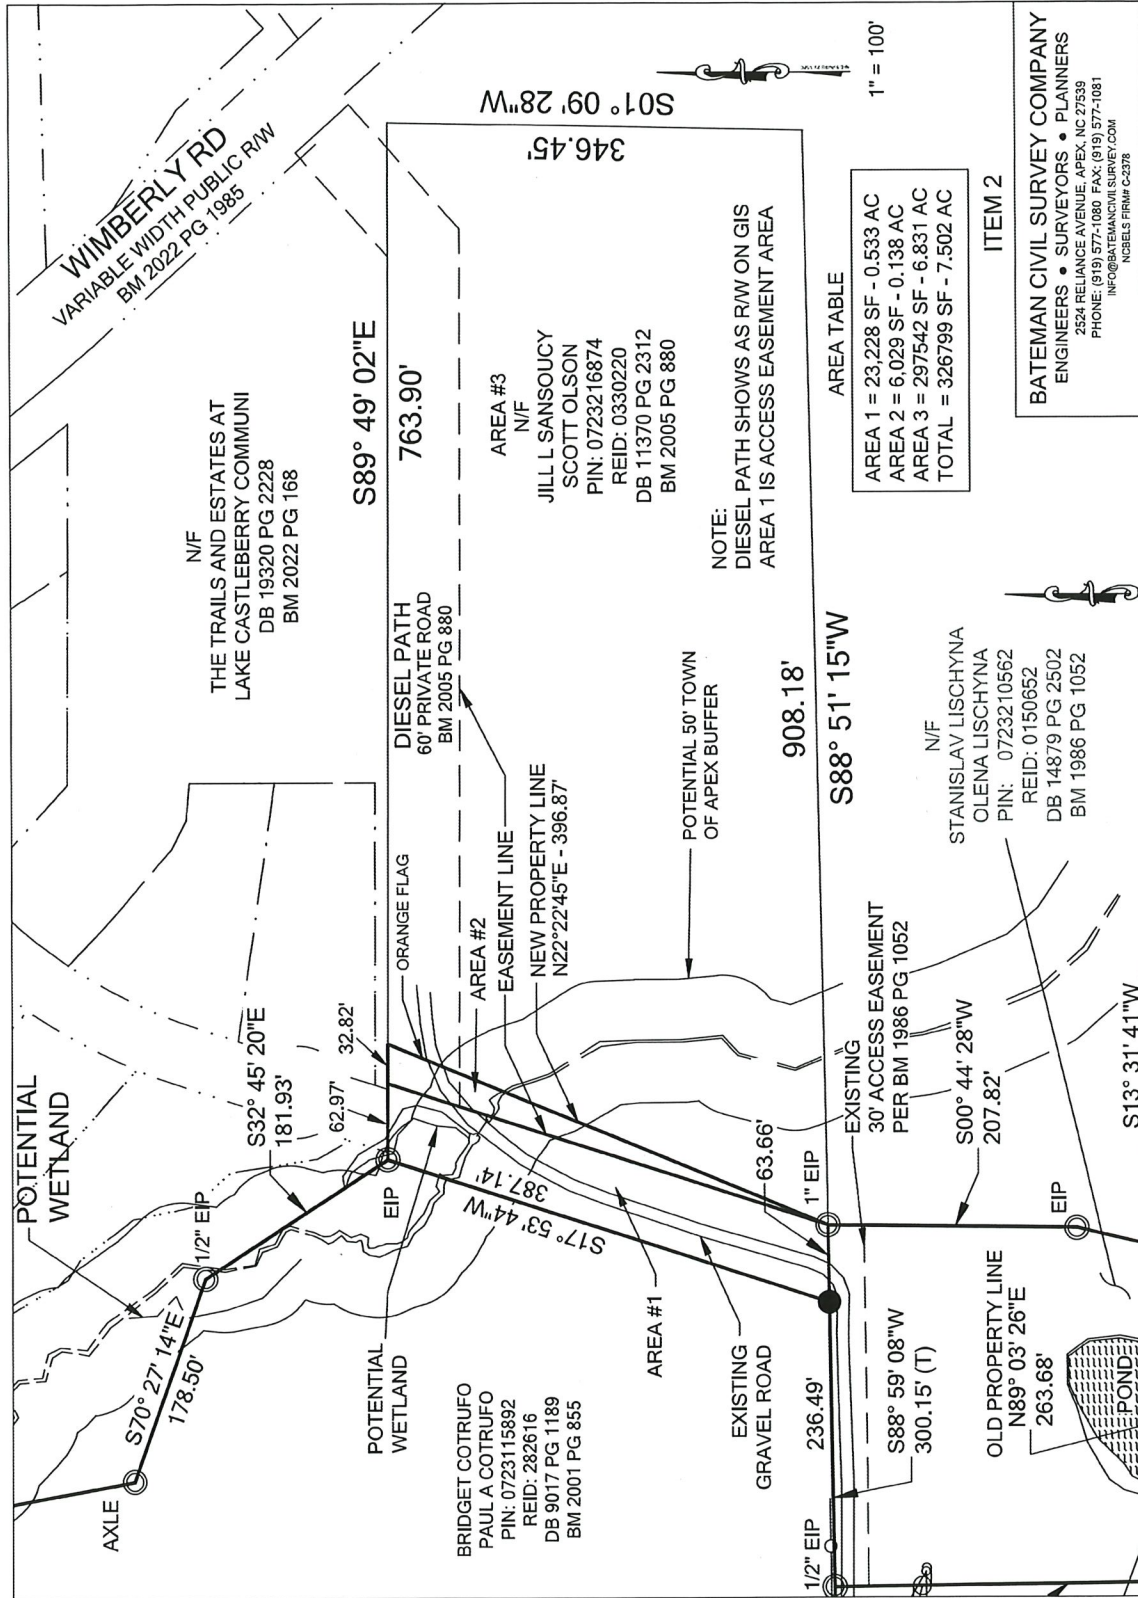 POTENTIAL
WETLAND
WIMBERLY RD
VARIABLE WIDTH PUBLIC R/W
BM 2022 PG 1985
N/F
THE TRAILS AND ESTATES AT
LAKE CASTLEBERRY COMMUNI
DB 19320 PG 2228
BM 2022 PG 168
AXLE
S70° 27' 14"E
178.50'
1/2" EIP
S32° 45' 20"E
181.93'
62.97'
32.82'
EIP
ORANGE FLAG
S89° 49' 02"E
763.90'
DIESEL PATH
60' PRIVATE ROAD
BM 2005 PG 880
S01° 09' 28"W
346.45'
POTENTIAL
WETLAND
S17° 53' 44"W
387.14'
AREA #2
EASEMENT LINE
NEW PROPERTY LINE
N22°22'45"E - 396.87'
AREA #3
N/F
JILL L SANSOUCY
SCOTT OLSON
PIN: 0723216874
REID: 0330220
DB 11370 PG 2312
BM 2005 PG 880
BRIDGET COTRUFO
PAUL A COTRUFO
PIN: 0723115892
REID: 282616
DB 9017 PG 1189
BM 2001 PG 855
AREA #1
EXISTING
GRAVEL ROAD
POTENTIAL 50' TOWN
OF APEX BUFFER
NOTE:
DIESEL PATH SHOWS AS R/W ON GIS
AREA 1 IS ACCESS EASEMENT AREA
63.66'
1" EIP
908.18'
S88° 51' 15"W
236.49'
1/2" EIP
S88° 59' 08"W
300.15' (T)
EXISTING
30' ACCESS EASEMENT
PER BM 1986 PG 1052
S00° 44' 28"W
207.82'
EIP
OLD PROPERTY LINE
N89° 03' 26"E
263.68'
POND
S13° 31' 41"W
N/F
STANISLAV LISCHYNA
OLENA LISCHYNA
PIN: 0723210562
REID: 0150652
DB 14879 PG 2502
BM 1986 PG 1052
AREA TABLE
AREA 1 = 23,228 SF - 0.533 AC
AREA 2 = 6,029 SF - 0.138 AC
AREA 3 = 297542 SF - 6.831 AC
TOTAL = 326799 SF - 7.502 AC
1" = 100'
ITEM 2
BATEMAN CIVIL SURVEY COMPANY
ENGINEERS • SURVEYORS • PLANNERS
2524 RELIANCE AVENUE, APEX, NC 27539
PHONE: (919) 577-1080 FAX: (919) 577-1081
INFO@BATEMANCIVILSURVEY.COM
NCBELS FIRM# C-2378